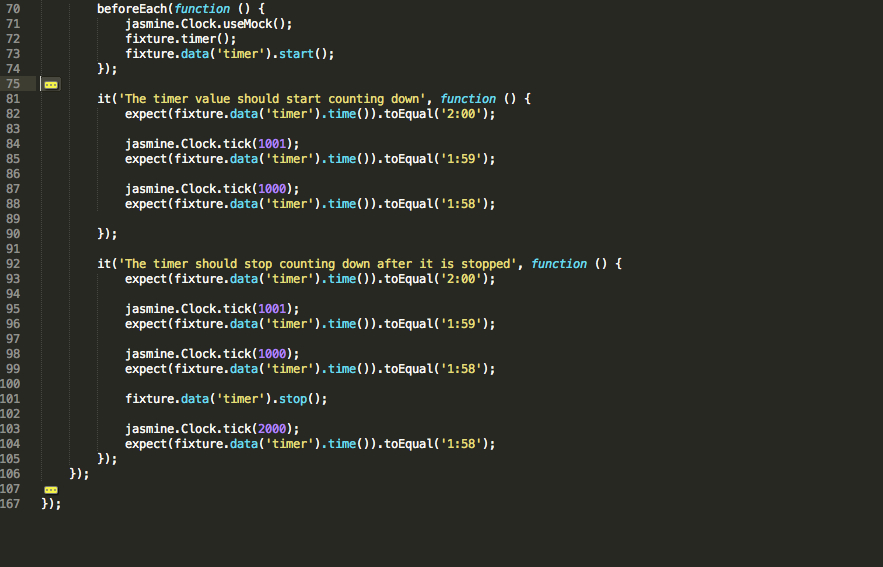 70 beforeEach(function () {
71 jasmine.Clock.useMock();
72 fixture.timer();
73 fixture.data('timer').start();
74 });
75
81 it('The timer value should start counting down', function () {
82 expect(fixture.data('timer').time()).toEqual('2:00');
83
84 jasmine.Clock.tick(1001);
85 expect(fixture.data('timer').time()).toEqual('1:59');
86
87 jasmine.Clock.tick(1000);
88 expect(fixture.data('timer').time()).toEqual('1:58');
89
90 });
91
92 it('The timer should stop counting down after it is stopped', function () {
93 expect(fixture.data('timer').time()).toEqual('2:00');
94
95 jasmine.Clock.tick(1001);
96 expect(fixture.data('timer').time()).toEqual('1:59');
97
98 jasmine.Clock.tick(1000);
99 expect(fixture.data('timer').time()).toEqual('1:58');
100
101 fixture.data('timer').stop();
102
103 jasmine.Clock.tick(2000);
104 expect(fixture.data('timer').time()).toEqual('1:58');
105 });
106 });
107
167 });